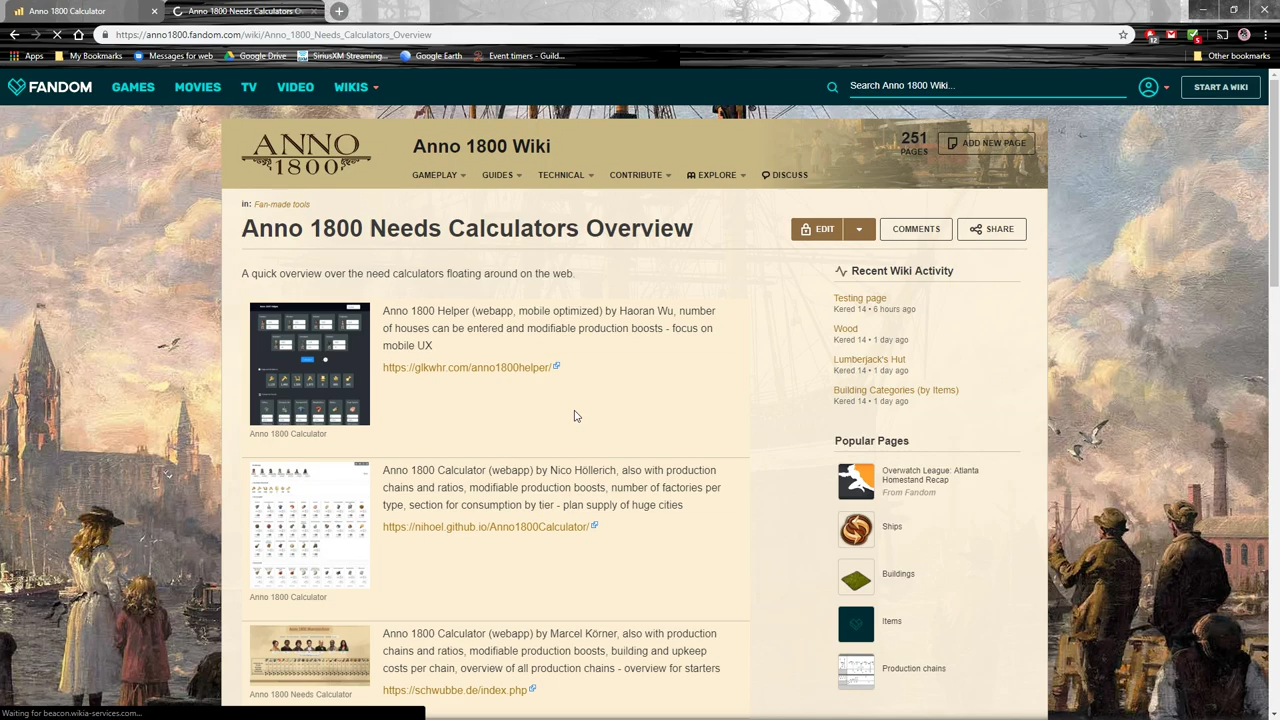 Anno 1800 Calculator
Anno 1800 Needs Calculators O
https://anno1800.fandom.com/wiki/Anno_1800_Needs_Calculators_Overview
12
5
Apps
My Bookmarks
Messages for web
Google Drive
SiriusXM Streaming...
Google Earth
Event timers - Guild...
Other bookmarks
FANDOM
GAMES
MOVIES
TV
VIDEO
WIKIS
Search Anno 1800 Wiki...
START A WIKI
ANNO
1800
Anno 1800 Wiki
251
PAGES
ADD NEW PAGE
GAMEPLAY
GUIDES
TECHNICAL
CONTRIBUTE
EXPLORE
DISCUSS
in: Fan-made tools
Anno 1800 Needs Calculators Overview
EDIT
COMMENTS
SHARE
A quick overview over the need calculators floating around on the web.
Anno 1800 Helper (webapp, mobile optimized) by Haoran Wu, number
of houses can be entered and modifiable production boosts - focus on
mobile UX
https://glkwhr.com/anno1800helper/
Anno 1800 Calculator
Anno 1800 Calculator (webapp) by Nico Höllerich, also with production
chains and ratios, modifiable production boosts, number of factories per
type, section for consumption by tier - plan supply of huge cities
https://nihoel.github.io/Anno1800Calculator/
Anno 1800 Calculator
Anno 1800 Calculator (webapp) by Marcel Körner, also with production
chains and ratios, modifiable production boosts, building and upkeep
costs per chain, overview of all production chains - overview for starters
https://schwubbe.de/index.php
Anno 1800 Needs Calculator
Recent Wiki Activity
Testing page
Kered 14 • 6 hours ago
Wood
Kered 14 • 1 day ago
Lumberjack's Hut
Kered 14 • 1 day ago
Building Categories (by Items)
Kered 14 • 1 day ago
Popular Pages
Overwatch League: Atlanta
Homestand Recap
From Fandom
Ships
Buildings
Items
Production chains
Waiting for beacon.wikia-services.com...